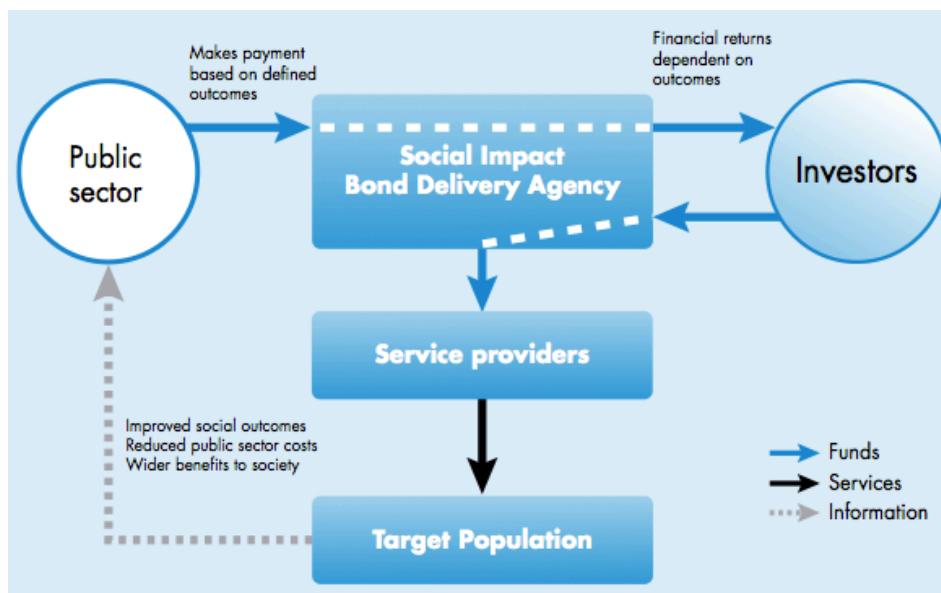 Makes payment
based on defined
outcomes
Financial returns
dependent on
outcomes
Public
sector
Social Impact
Bond Delivery Agency
Investors
Service providers
Improved social outcomes
Reduced public sector costs
Wider benefits to society
Funds
Services
Information
Target Population